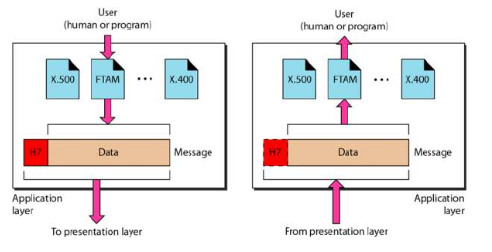 User
(human or program)
X.500
FTAM
X.400
H7
Data
Message
Application
layer
To presentation layer
User
(human or program)
X.500
FTAM
X.400
H7
Data
Message
Application
layer
From presentation layer